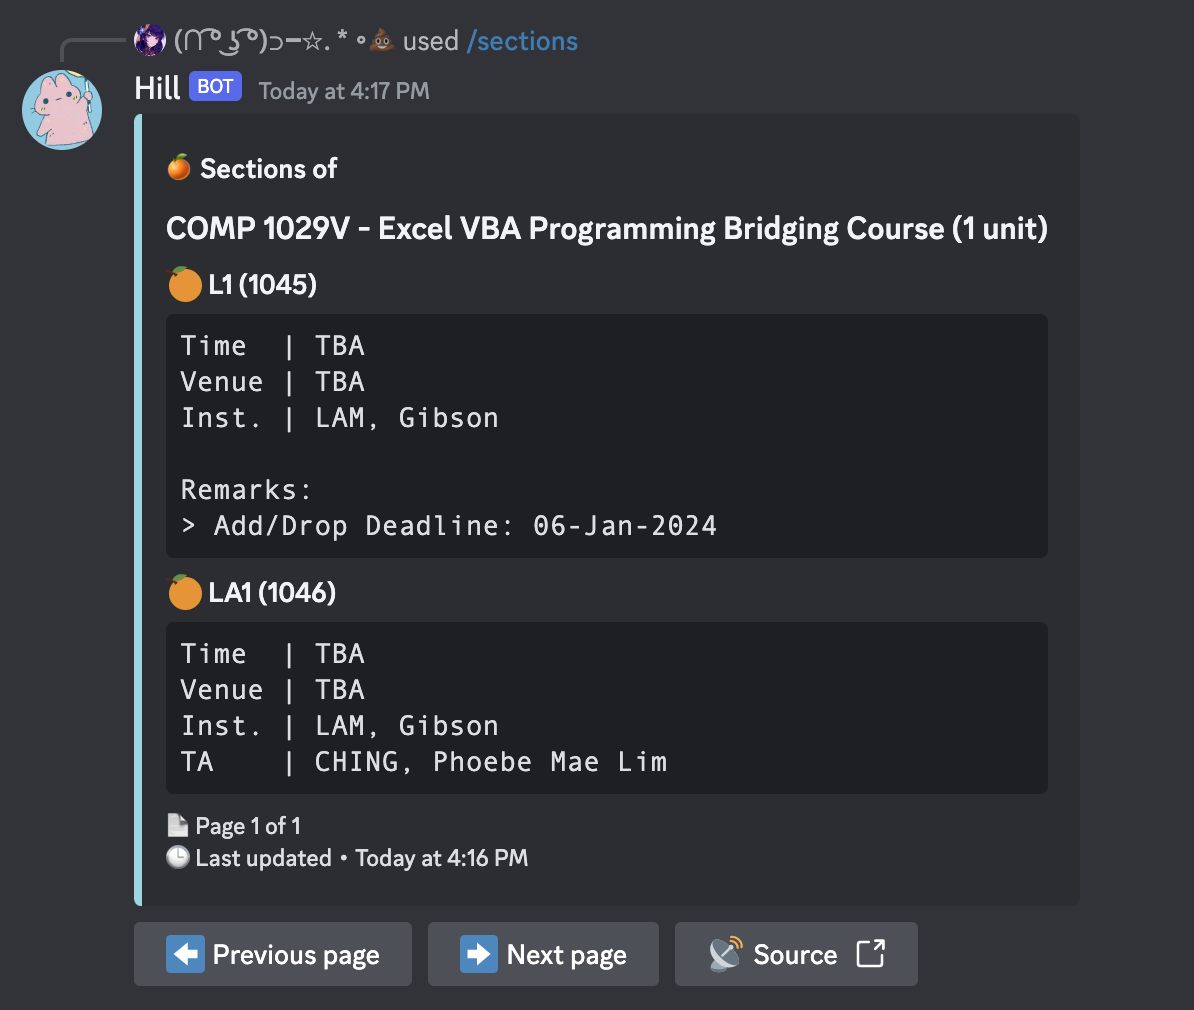 (∩ ͡° ͜ʖ ͡°)⊃━☆. * ∘💩 used /sections
Hill BOT Today at 4:17 PM
🍊 Sections of
COMP 1029V - Excel VBA Programming Bridging Course (1 unit)
L1 (1045)
Time | TBA
Venue | TBA
Inst. | LAM, Gibson
Remarks:
> Add/Drop Deadline: 06-Jan-2024
LA1 (1046)
Time | TBA
Venue | TBA
Inst. | LAM, Gibson
TA | CHING, Phoebe Mae Lim
Page 1 of 1
Last updated • Today at 4:16 PM
Previous page
Next page
Source